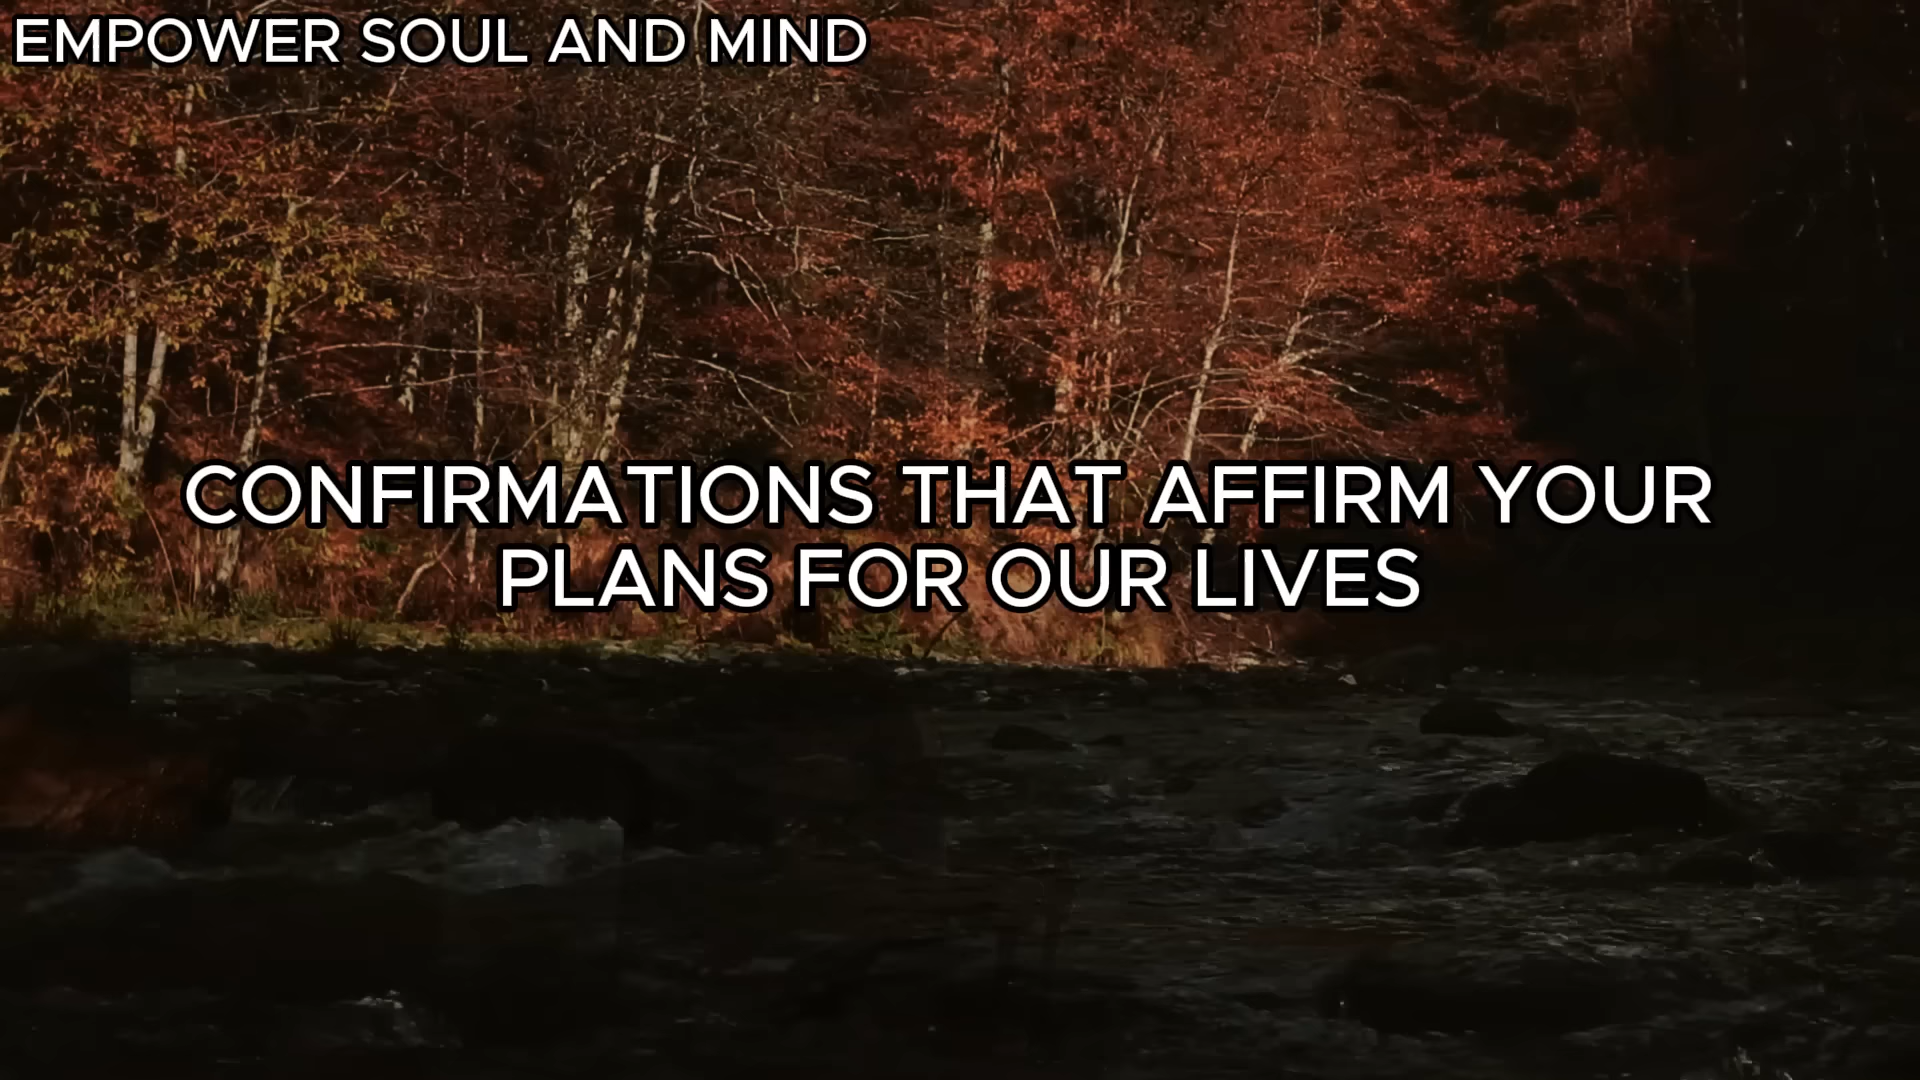 EMPOWER SOUL AND MIND
CONFIRMATIONS THAT AFFIRM YOUR
PLANS FOR OUR LIVES